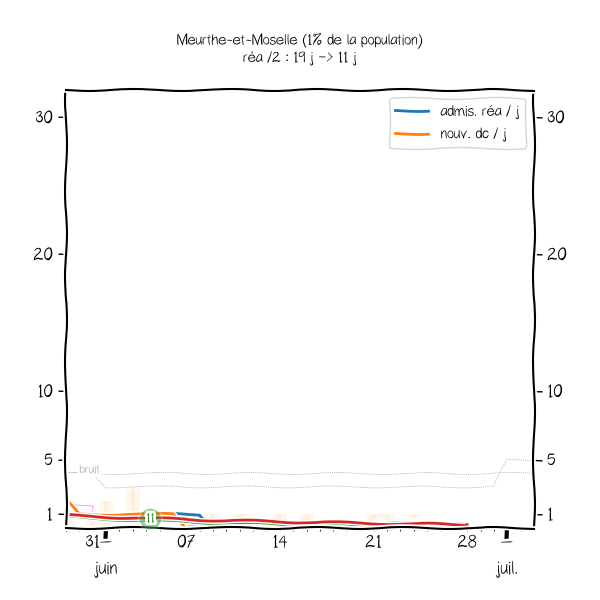 Meurthe-et-Moselle (1% de la population)
réa /2 : 19 j -> 11 j
admis. réa / j
nouv. dc / j
30
30
20
20
10
10
5
5
bruit
1
1
11
31
07
14
21
28
juin
juil.